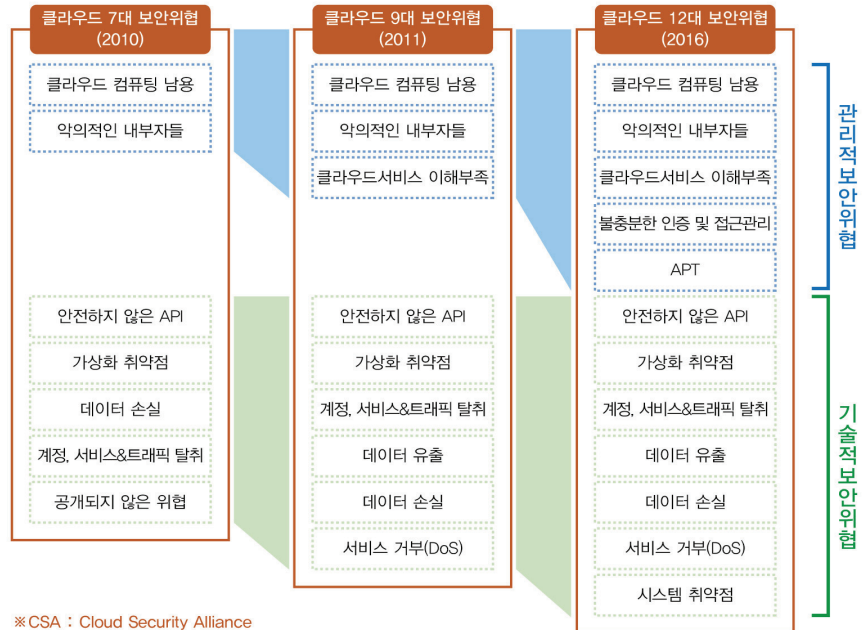 클라우드 7대 보안위협
(2010)
클라우드 컴퓨팅 남용
악의적인 내부자들
안전하지 않은 API
가상화 취약점
데이터 손실
계정, 서비스&트래픽 탈취
공개되지 않은 위협
클라우드 9대 보안위협
(2011)
클라우드 컴퓨팅 남용
악의적인 내부자들
클라우드서비스 이해부족
안전하지 않은 API
가상화 취약점
계정, 서비스&트래픽 탈취
데이터 유출
데이터 손실
서비스 거부(DoS)
클라우드 12대 보안위협
(2016)
클라우드 컴퓨팅 남용
악의적인 내부자들
클라우드서비스 이해부족
불충분한 인증 및 접근관리
APT
안전하지 않은 API
가상화 취약점
계정, 서비스&트래픽 탈취
데이터 유출
데이터 손실
서비스 거부(DoS)
시스템 취약점
관리적보안위협
기술적보안위협
※CSA : Cloud Security Alliance